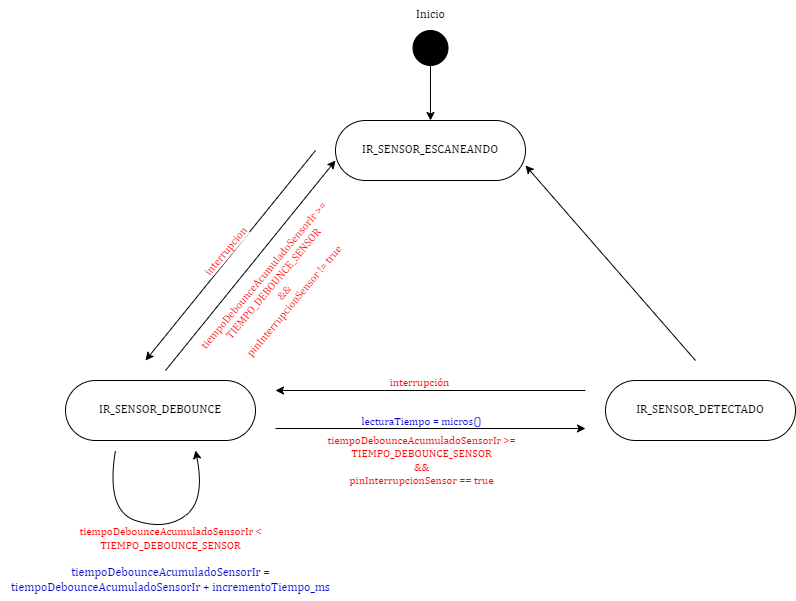 Inicio
IR_SENSOR_ESCANEANDO
interrupcion
tiempoDebounceAcumuladoSensorIr >=
TIEMPO_DEBOUNCE_SENSOR
&&
pinInterrupcionSensor != true
interrupción
IR_SENSOR_DEBOUNCE
IR_SENSOR_DETECTADO
lecturaTiempo = micros()
tiempoDebounceAcumuladoSensorIr >=
TIEMPO_DEBOUNCE_SENSOR
&&
pinInterrupcionSensor == true
tiempoDebounceAcumuladoSensorIr <
TIEMPO_DEBOUNCE_SENSOR
tiempoDebounceAcumuladoSensorIr =
tiempoDebounceAcumuladoSensorIr + incrementoTiempo_ms